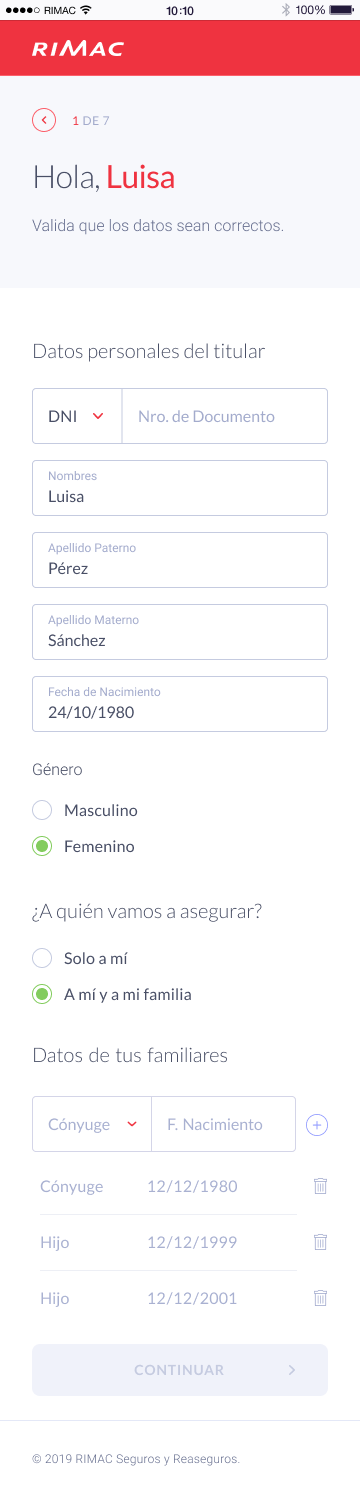 RIMAC 10:10 100%
RIMAC
1 DE 7
Hola, Luisa
Valida que los datos sean correctos.
Datos personales del titular
DNI Nro. de Documento
Nombres
Luisa
Apellido Paterno
Pérez
Apellido Materno
Sánchez
Fecha de Nacimiento
24/10/1980
Género
Masculino
Femenino
¿A quién vamos a asegurar?
Solo a mí
A mí y a mi familia
Datos de tus familiares
Cónyuge F. Nacimiento
Cónyuge 12/12/1980
Hijo 12/12/1999
Hijo 12/12/2001
CONTINUAR
© 2019 RIMAC Seguros y Reaseguros.